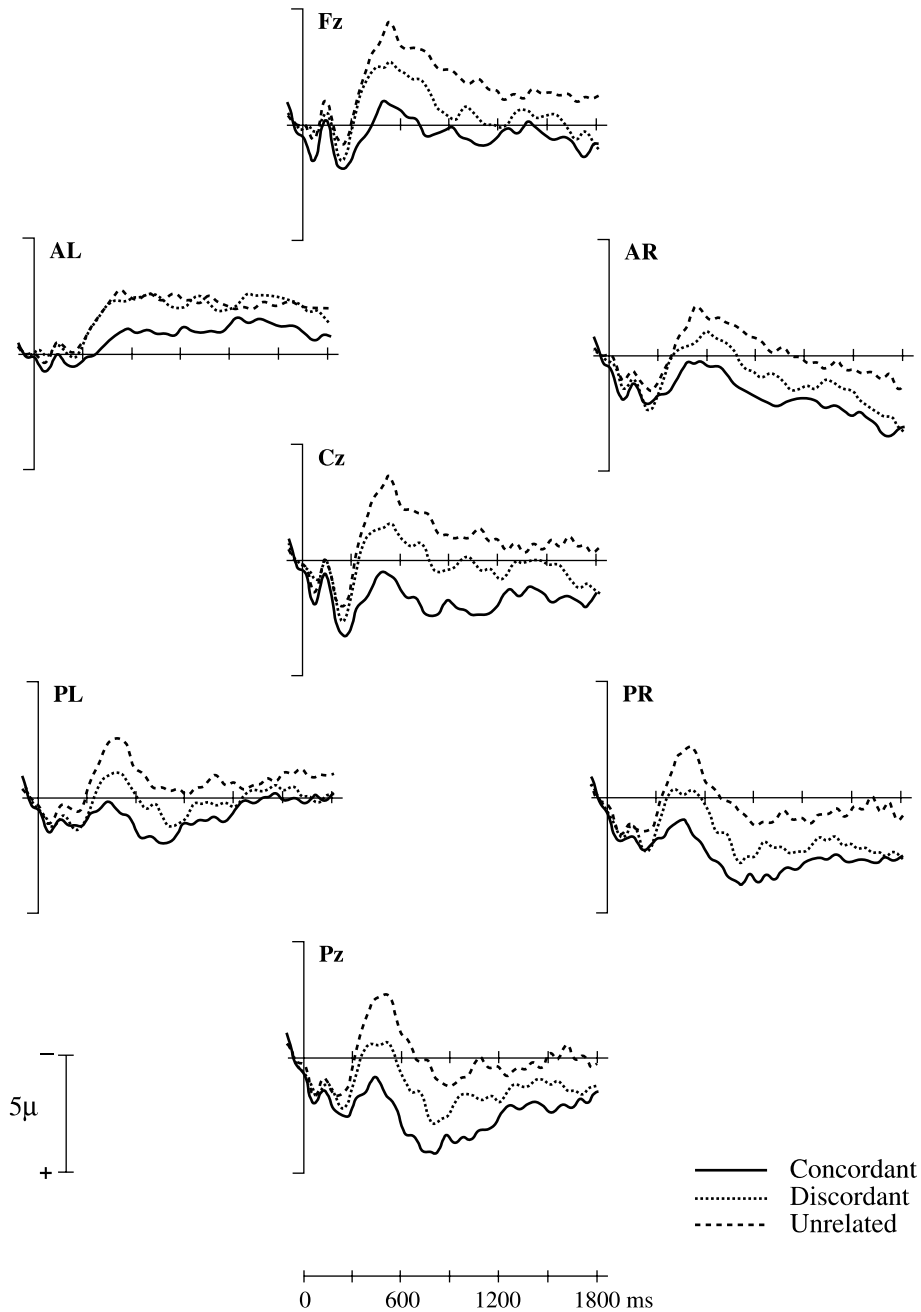 Fz
AL
AR
Cz
PL
PR
Pz
−
5μ
+
Concordant
Discordant
Unrelated
0 600 1200 1800 ms